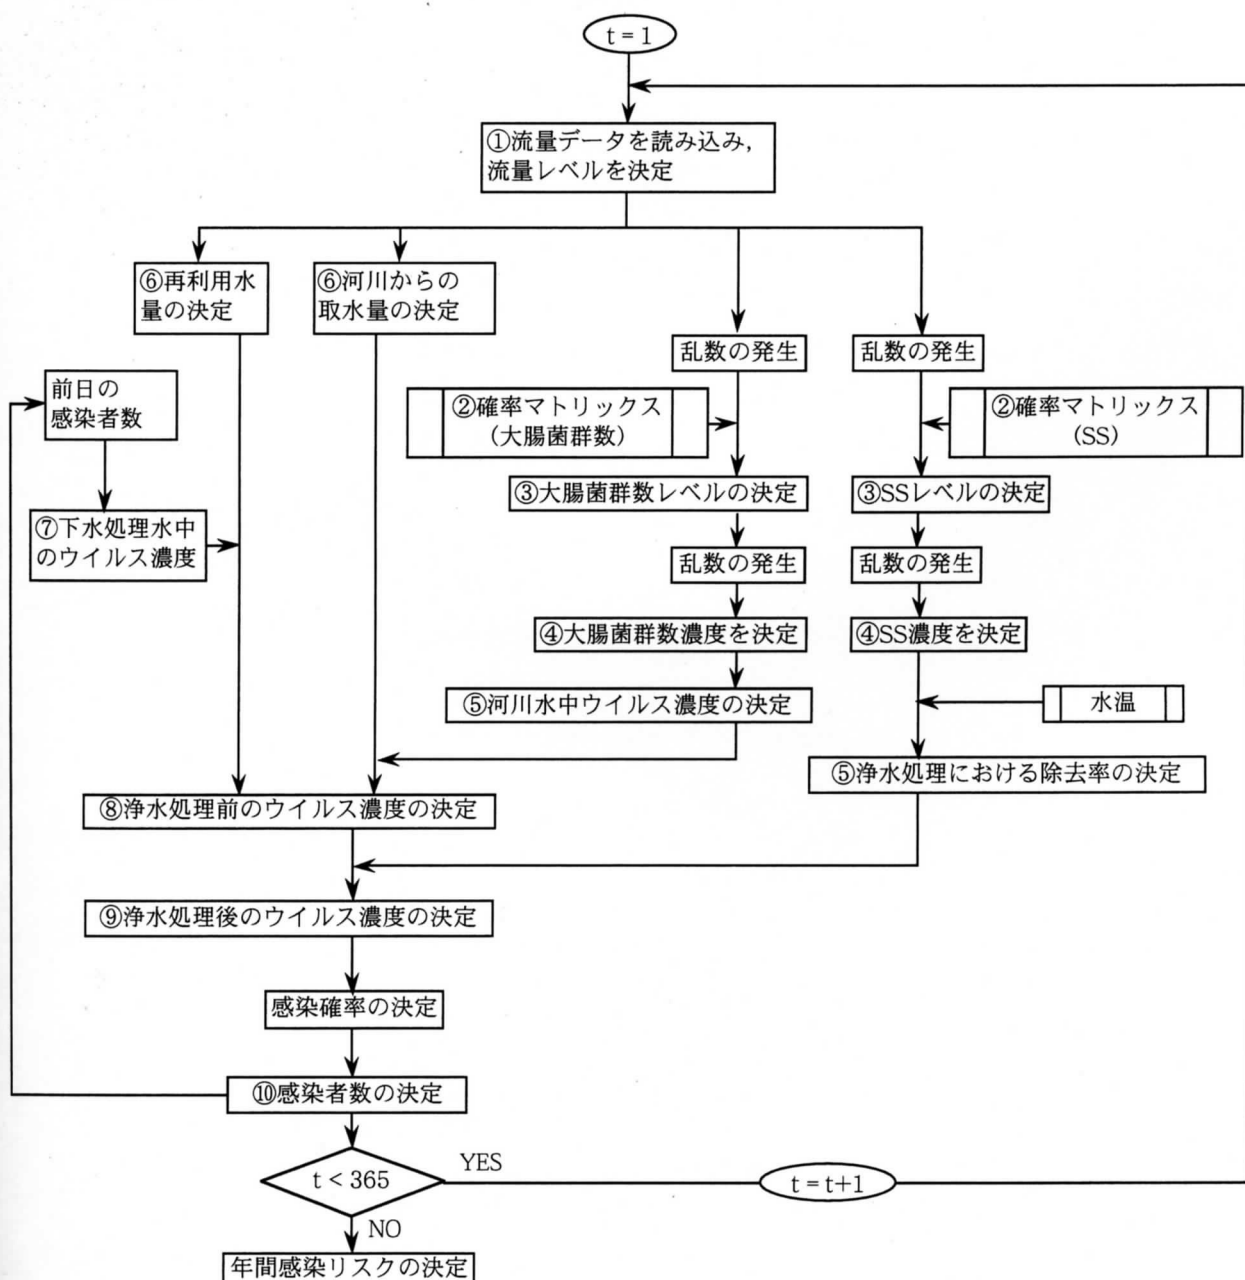 t = 1
①流量データを読み込み,
流量レベルを決定
⑥再利用水
量の決定
⑥河川からの
取水量の決定
乱数の発生
乱数の発生
前日の
感染者数
②確率マトリックス
（大腸菌群数）
②確率マトリックス
（SS）
③大腸菌群数レベルの決定
③SSレベルの決定
⑦下水処理水中
のウイルス濃度
乱数の発生
乱数の発生
④大腸菌群数濃度を決定
④SS濃度を決定
⑤河川水中ウイルス濃度の決定
水温
⑤浄水処理における除去率の決定
⑧浄水処理前のウイルス濃度の決定
⑨浄水処理後のウイルス濃度の決定
感染確率の決定
⑩感染者数の決定
t < 365
YES
t = t+1
NO
年間感染リスクの決定